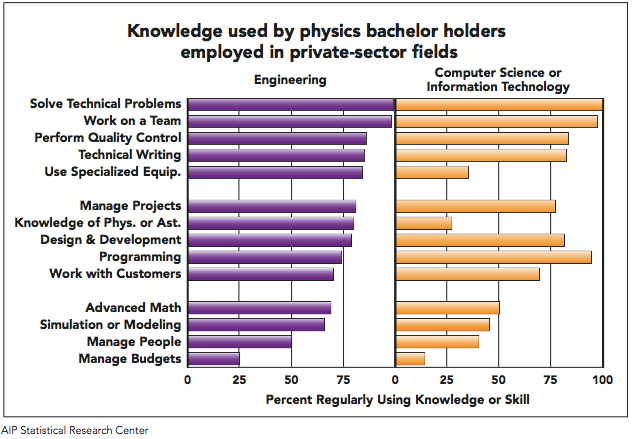 Knowledge used by physics bachelor holders
employed in private-sector fields
Engineering
Computer Science or
Information Technology
Solve Technical Problems
Work on a Team
Perform Quality Control
Technical Writing
Use Specialized Equip.
Manage Projects
Knowledge of Phys. or Ast.
Design & Development
Programming
Work with Customers
Advanced Math
Simulation or Modeling
Manage People
Manage Budgets
0 25 50 75 0 25 50 75 100
Percent Regularly Using Knowledge or Skill
AIP Statistical Research Center